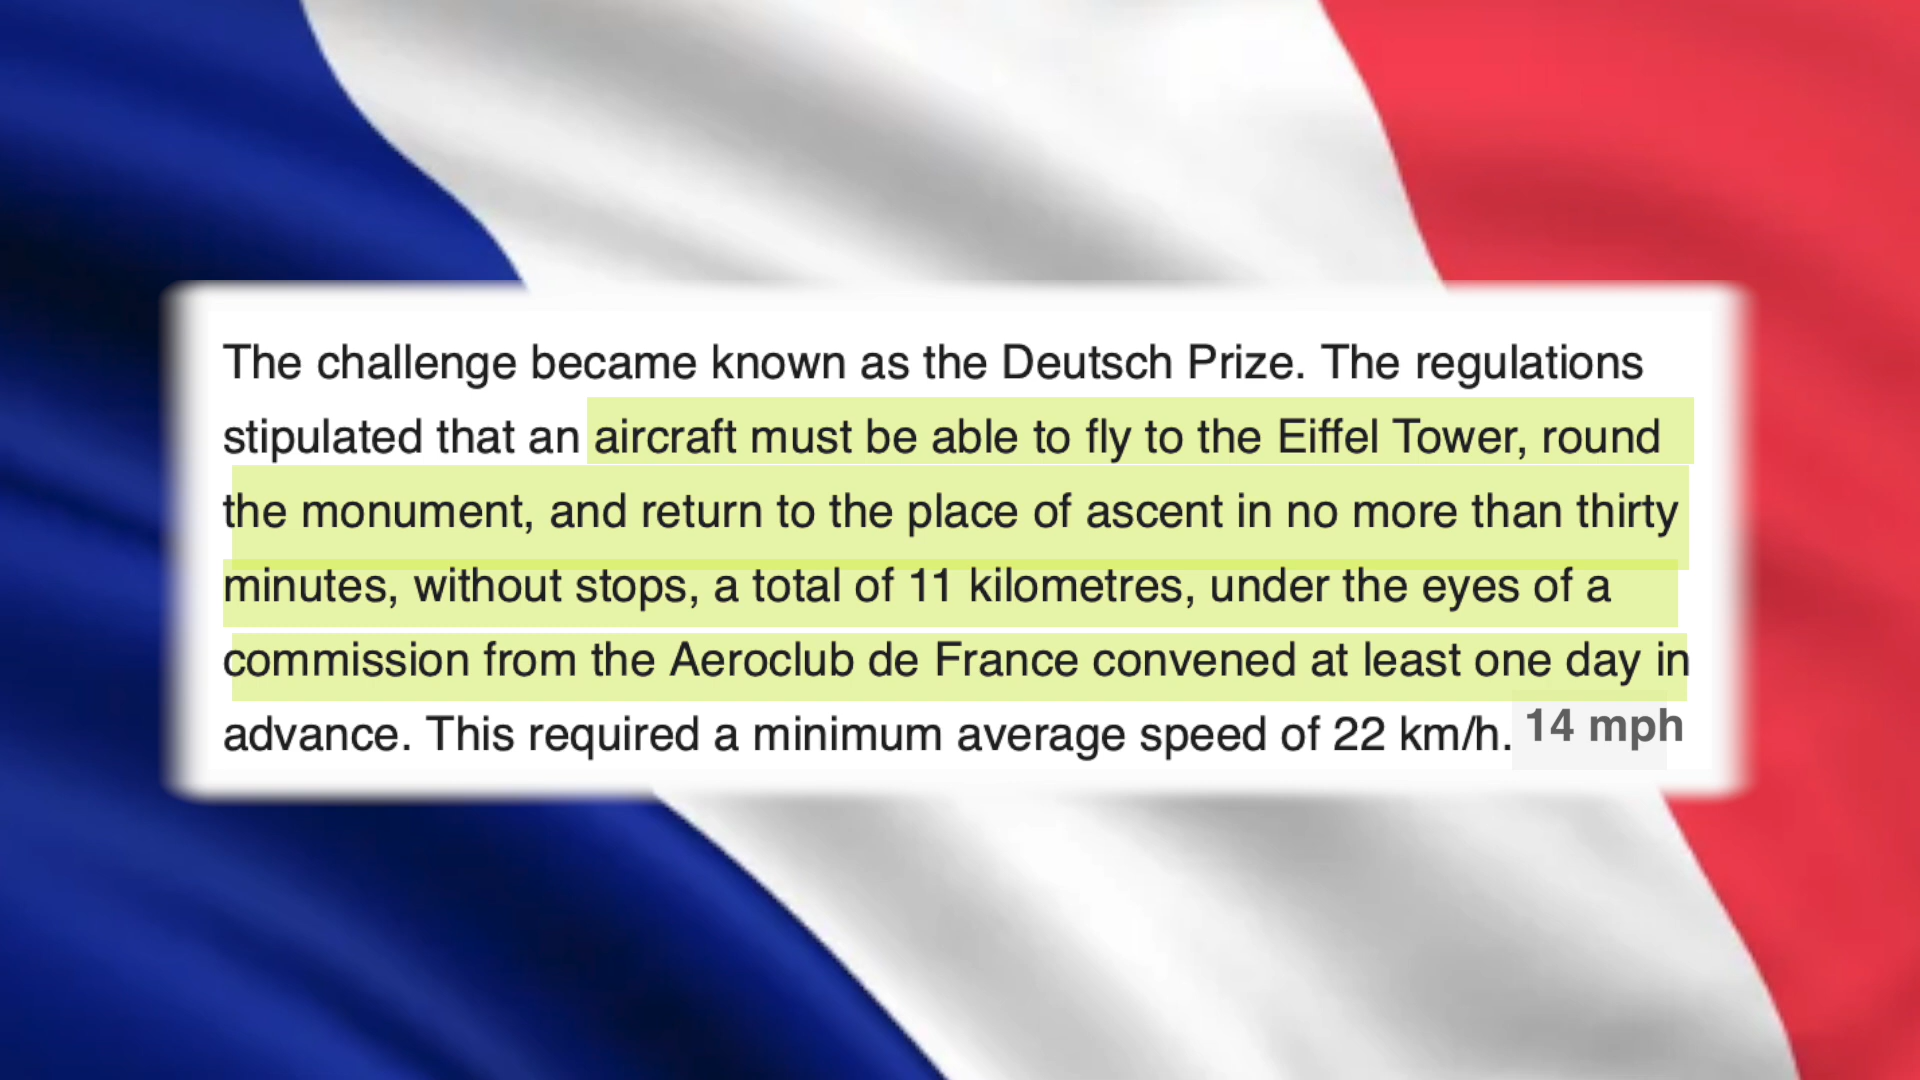 The challenge became known as the Deutsch Prize. The regulations
stipulated that an aircraft must be able to fly to the Eiffel Tower, round
the monument, and return to the place of ascent in no more than thirty
minutes, without stops, a total of 11 kilometres, under the eyes of a
commission from the Aeroclub de France convened at least one day in
advance. This required a minimum average speed of 22 km/h. 14 mph